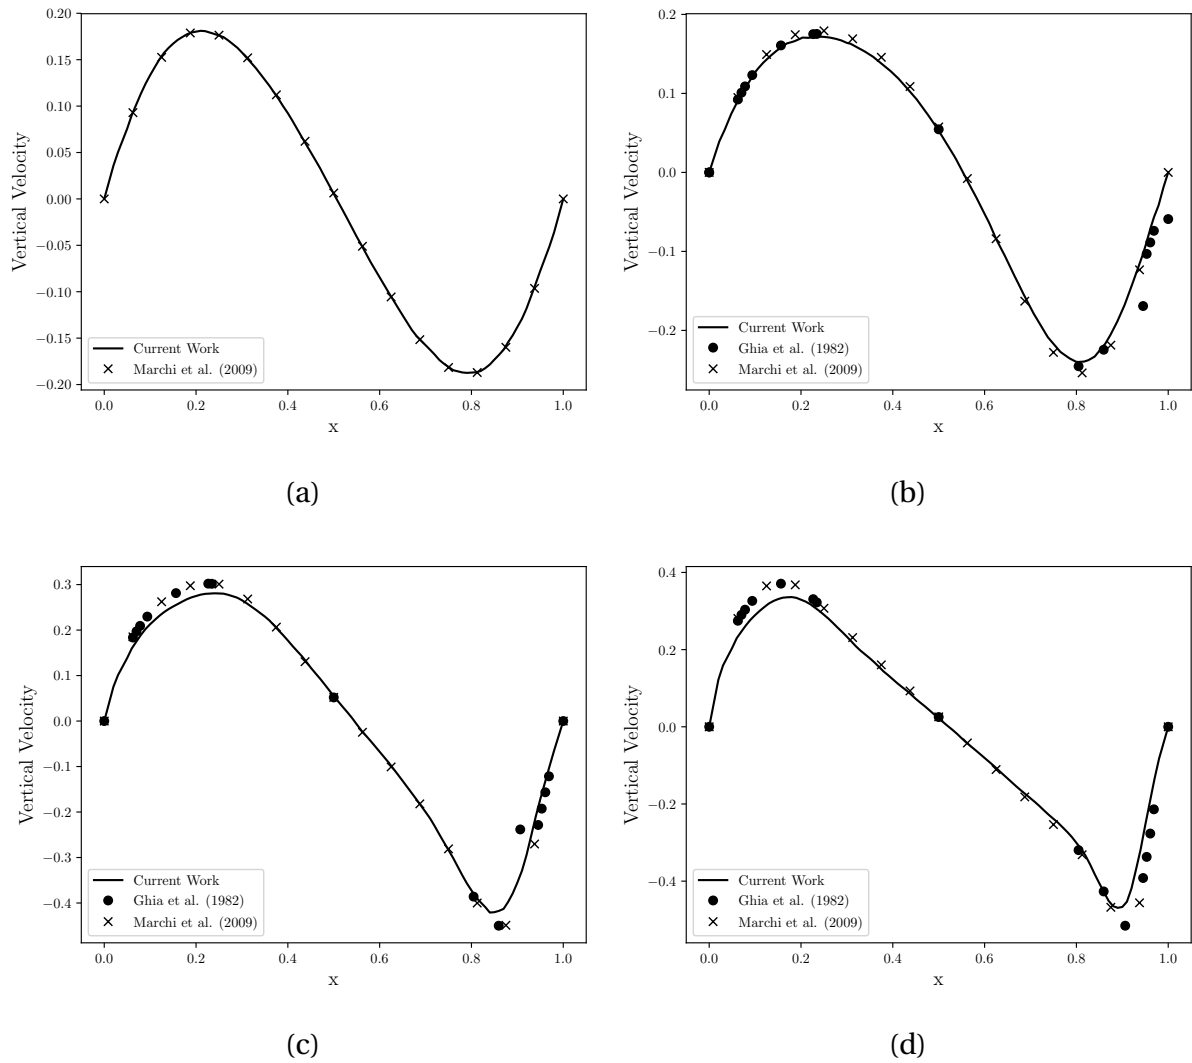 0.20
0.15
0.10
0.05
0.00
−0.05
−0.10
−0.15
−0.20
Vertical Velocity
Current Work
Marchi et al. (2009)
0.0 0.2 0.4 0.6 0.8 1.0
x
(a)
0.2
0.1
0.0
−0.1
−0.2
Vertical Velocity
Current Work
Ghia et al. (1982)
Marchi et al. (2009)
0.0 0.2 0.4 0.6 0.8 1.0
x
(b)
0.3
0.2
0.1
0.0
−0.1
−0.2
−0.3
−0.4
Vertical Velocity
Current Work
Ghia et al. (1982)
Marchi et al. (2009)
0.0 0.2 0.4 0.6 0.8 1.0
x
(c)
0.4
0.2
0.0
−0.2
−0.4
Vertical Velocity
Current Work
Ghia et al. (1982)
Marchi et al. (2009)
0.0 0.2 0.4 0.6 0.8 1.0
x
(d)